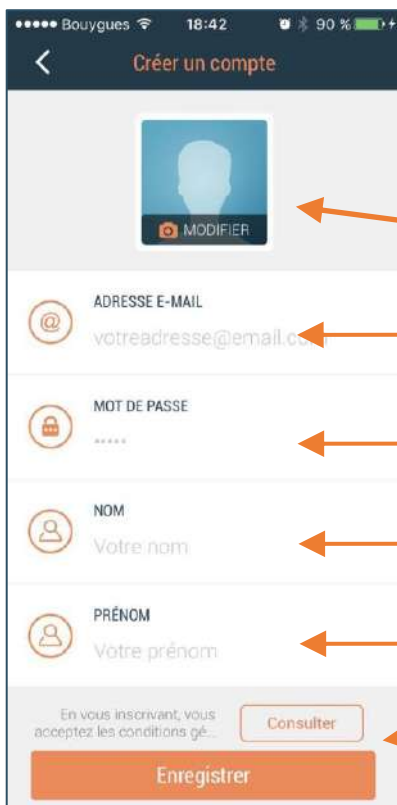 Bouygues 18:42 90 %
Créer un compte
MODIFIER
ADRESSE E-MAIL
votreadresse@email.com
MOT DE PASSE
•••••
NOM
Votre nom
PRÉNOM
Votre prénom
En vous inscrivant, vous
acceptez les conditions gé...
Consulter
Enregistrer